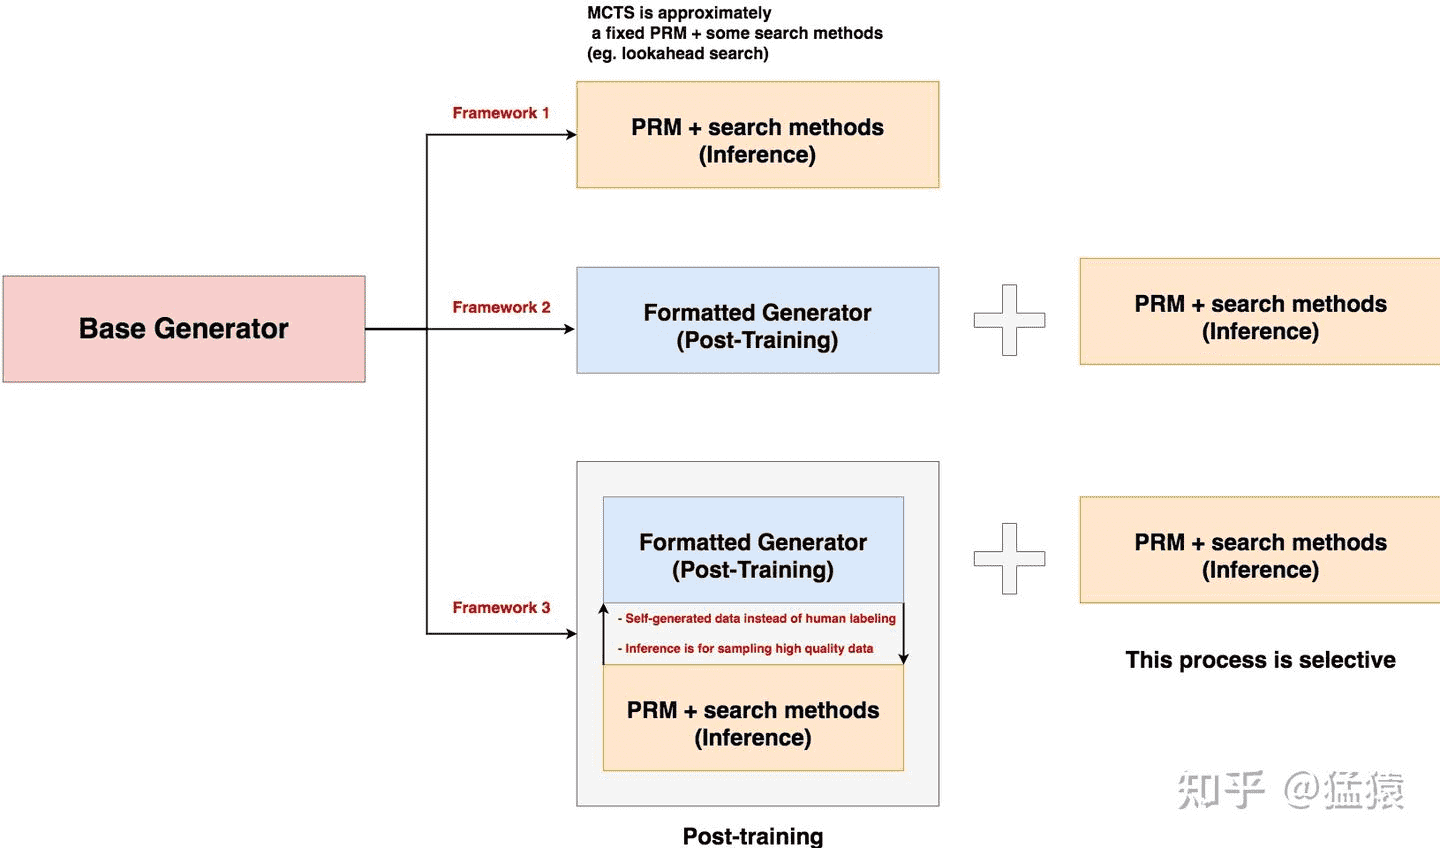 MCTS is approximately
a fixed PRM + some search methods
(eg. lookahead search)
Framework 1
PRM + search methods
(Inference)
Base Generator
Framework 2
Formatted Generator
(Post-Training)
PRM + search methods
(Inference)
Framework 3
Formatted Generator
(Post-Training)
- Self-generated data instead of human labeling
- Inference is for sampling high quality data
PRM + search methods
(Inference)
Post-training
PRM + search methods
(Inference)
This process is selective
知乎 @猛猿